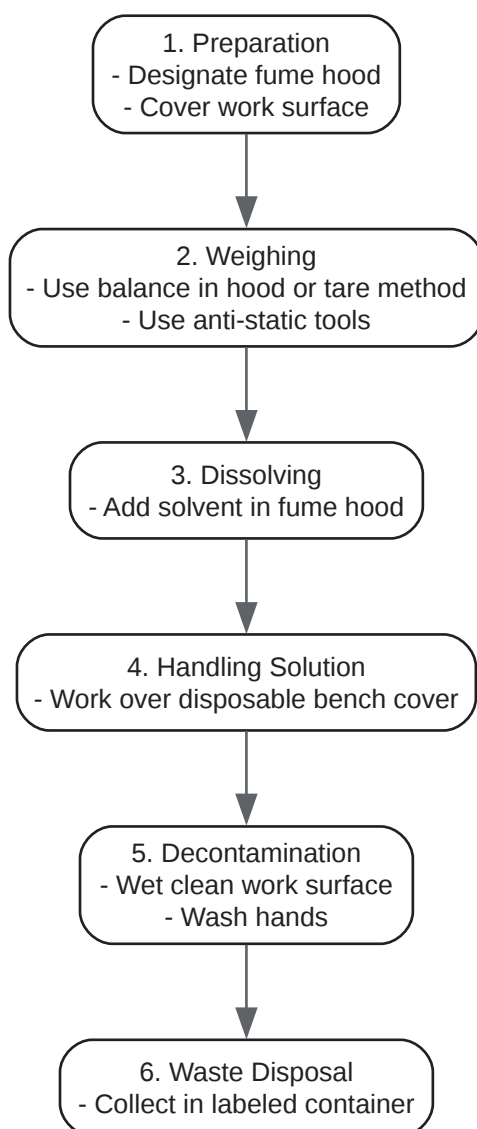 1. Preparation
- Designate fume hood
- Cover work surface
2. Weighing
- Use balance in hood or tare method
- Use anti-static tools
3. Dissolving
- Add solvent in fume hood
4. Handling Solution
- Work over disposable bench cover
5. Decontamination
- Wet clean work surface
- Wash hands
6. Waste Disposal
- Collect in labeled container